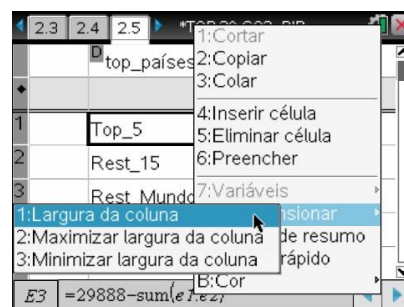 2.3 2.4 2.5
D top_países
1:Cortar
2:Copiar
3:Colar
4:Inserir célula
5:Eliminar célula
6:Preencher
7:Variáveis
B:Cor
1 Top_5
2 Rest_15
3 Rest_Mundo
1:Largura da coluna
2:Maximizar largura da coluna
3:Minimizar largura da coluna
de resumo
rápido
E3 =29888-sum(e1:e2)